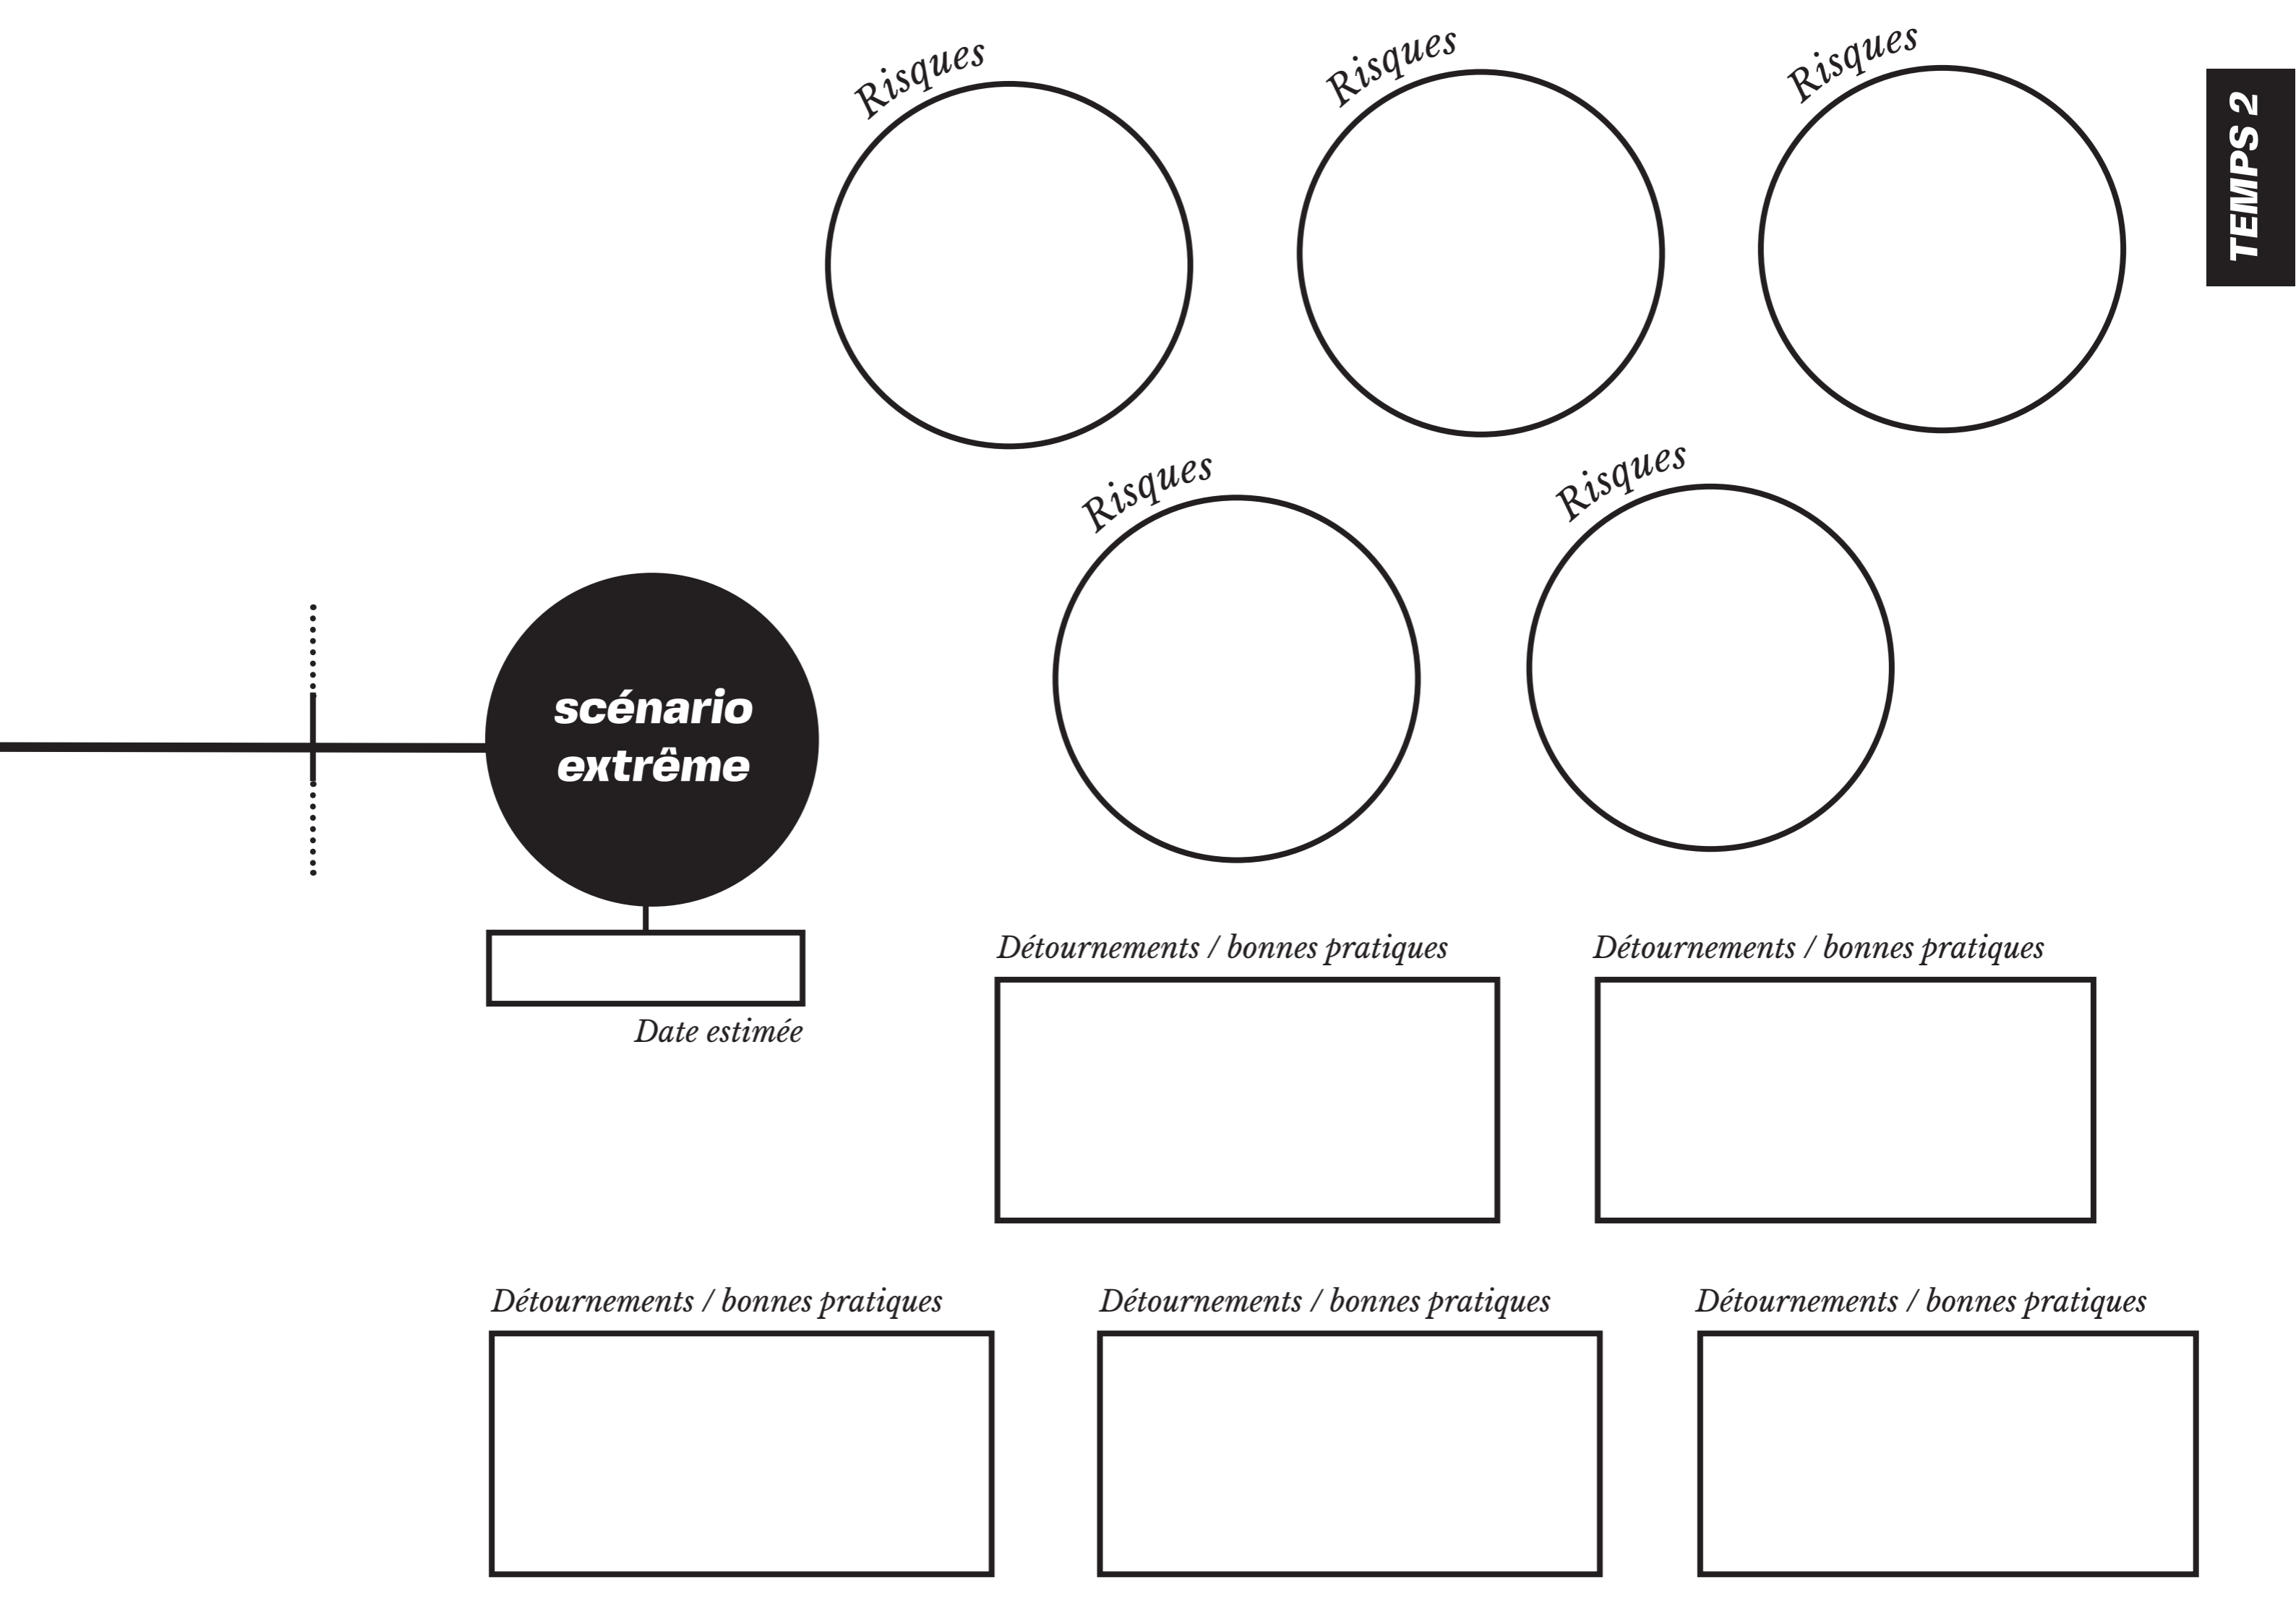 Risques
Risques
Risques
TEMPS 2
Risques
Risques
scénario
extrême
Date estimée
Détournements / bonnes pratiques
Détournements / bonnes pratiques
Détournements / bonnes pratiques
Détournements / bonnes pratiques
Détournements / bonnes pratiques